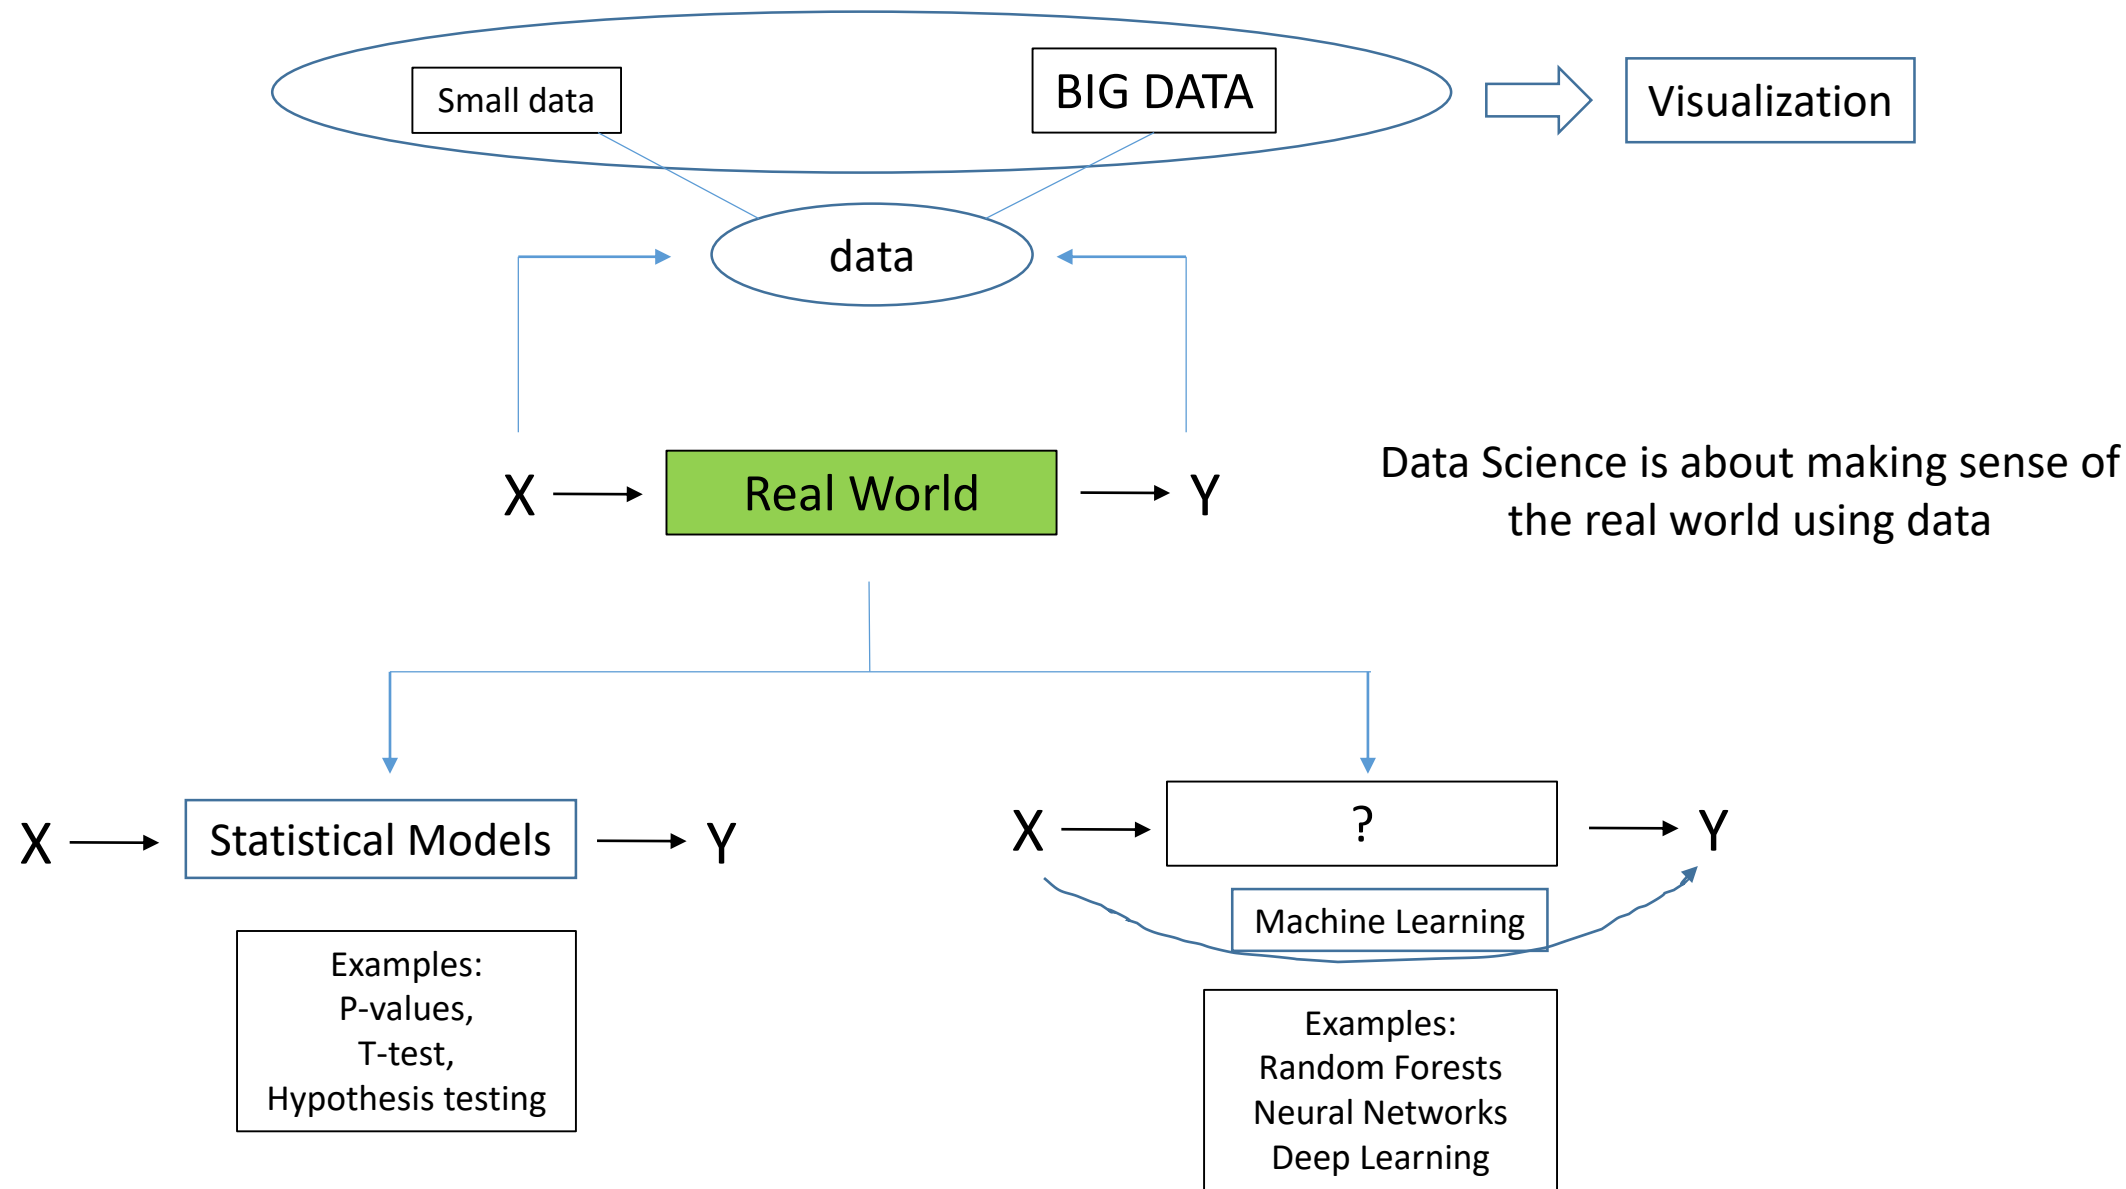 Small data
BIG DATA
Visualization
data
X
Real World
Y
Data Science is about making sense of
the real world using data
X
Statistical Models
Y
X
?
Y
Machine Learning
Examples:
P-values,
T-test,
Hypothesis testing
Examples:
Random Forests
Neural Networks
Deep Learning